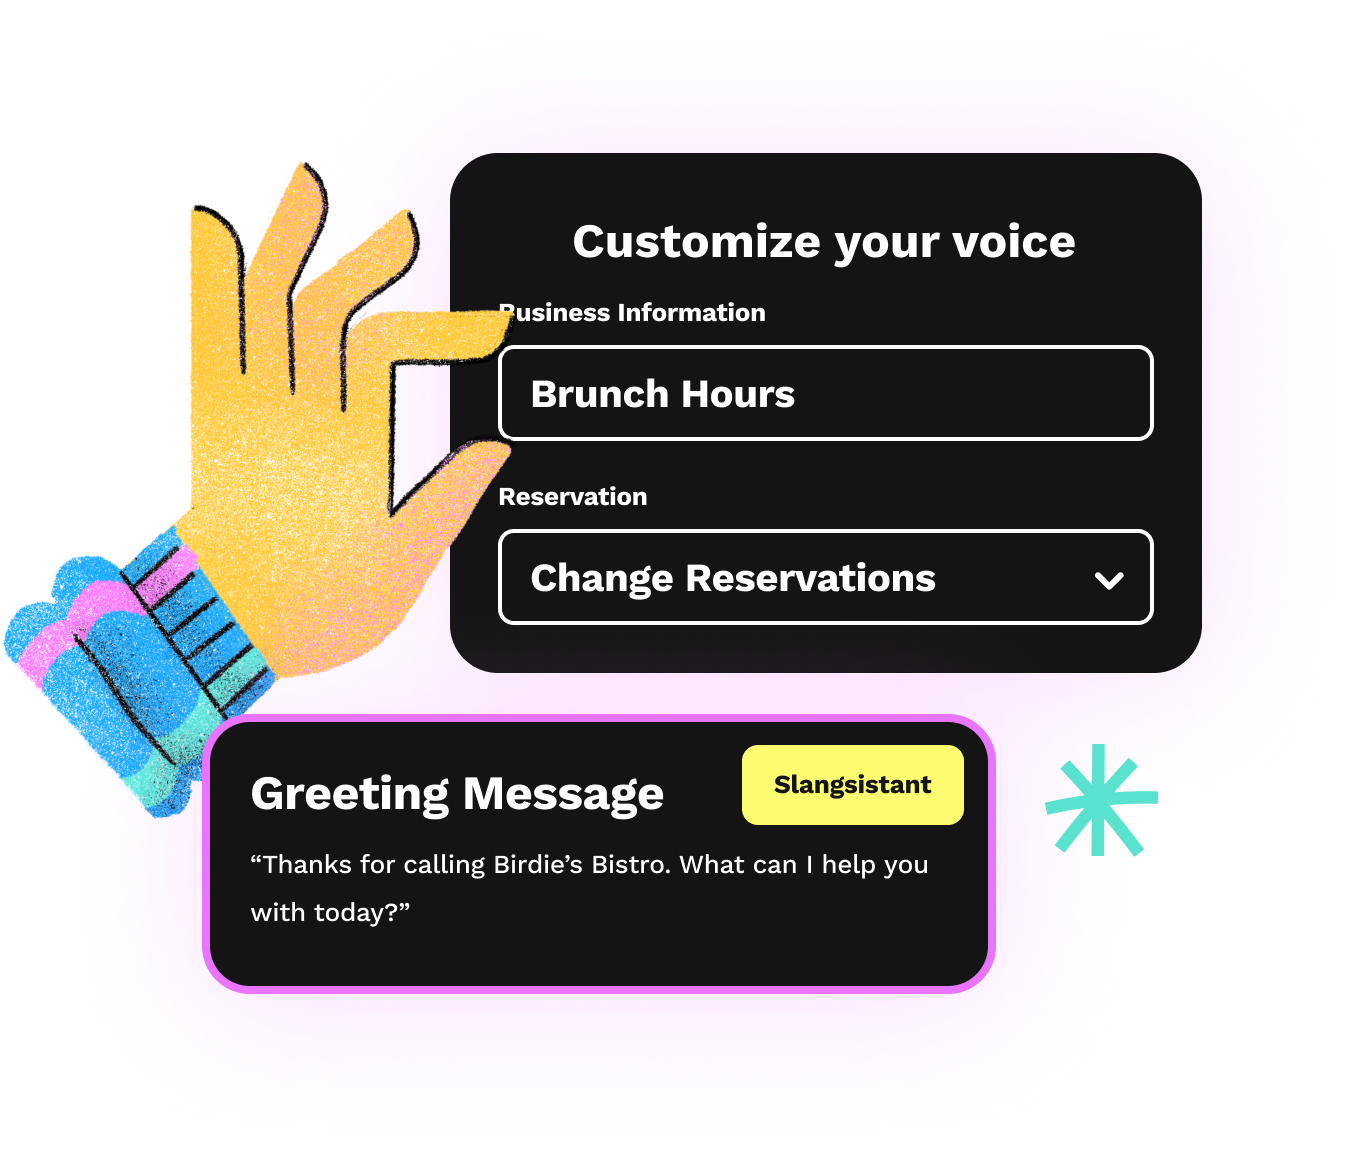 Customize your voice
Business Information
Brunch Hours
Reservation
Change Reservations
Greeting Message
Slangsistant
“Thanks for calling Birdie’s Bistro. What can I help you
with today?”